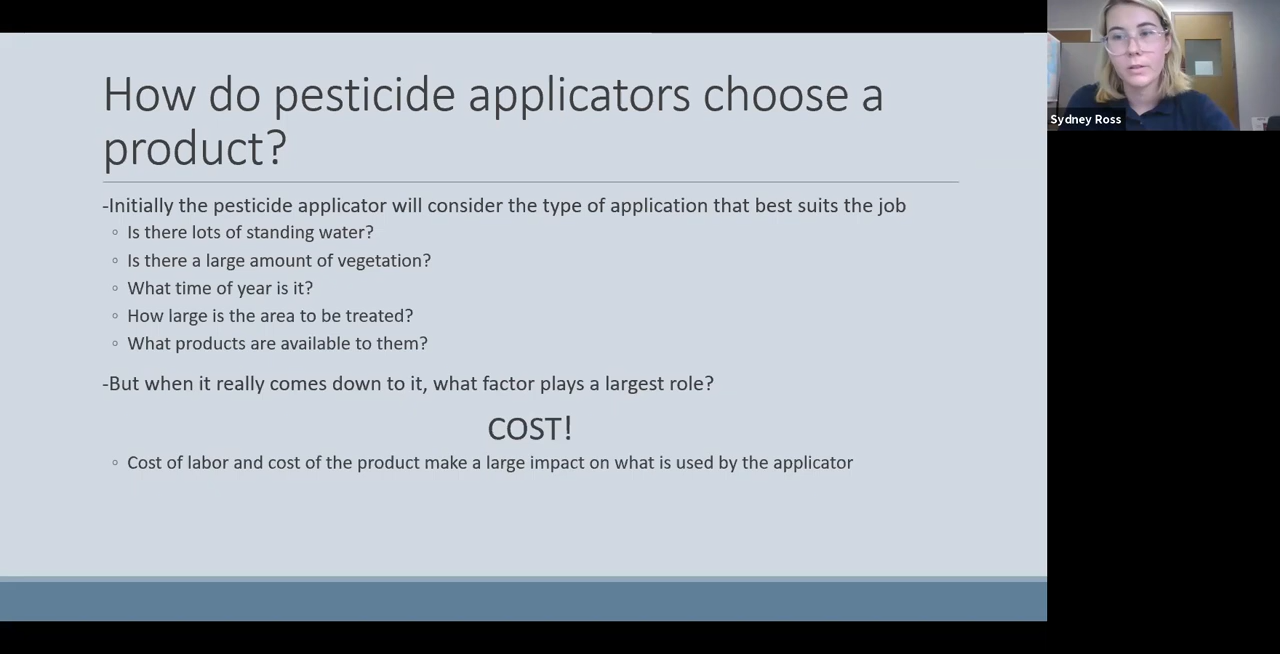 How do pesticide applicators choose a
product?
-Initially the pesticide applicator will consider the type of application that best suits the job
◦ Is there lots of standing water?
◦ Is there a large amount of vegetation?
◦ What time of year is it?
◦ How large is the area to be treated?
◦ What products are available to them?
-But when it really comes down to it, what factor plays a largest role?
COST!
◦ Cost of labor and cost of the product make a large impact on what is used by the applicator
Sydney Ross